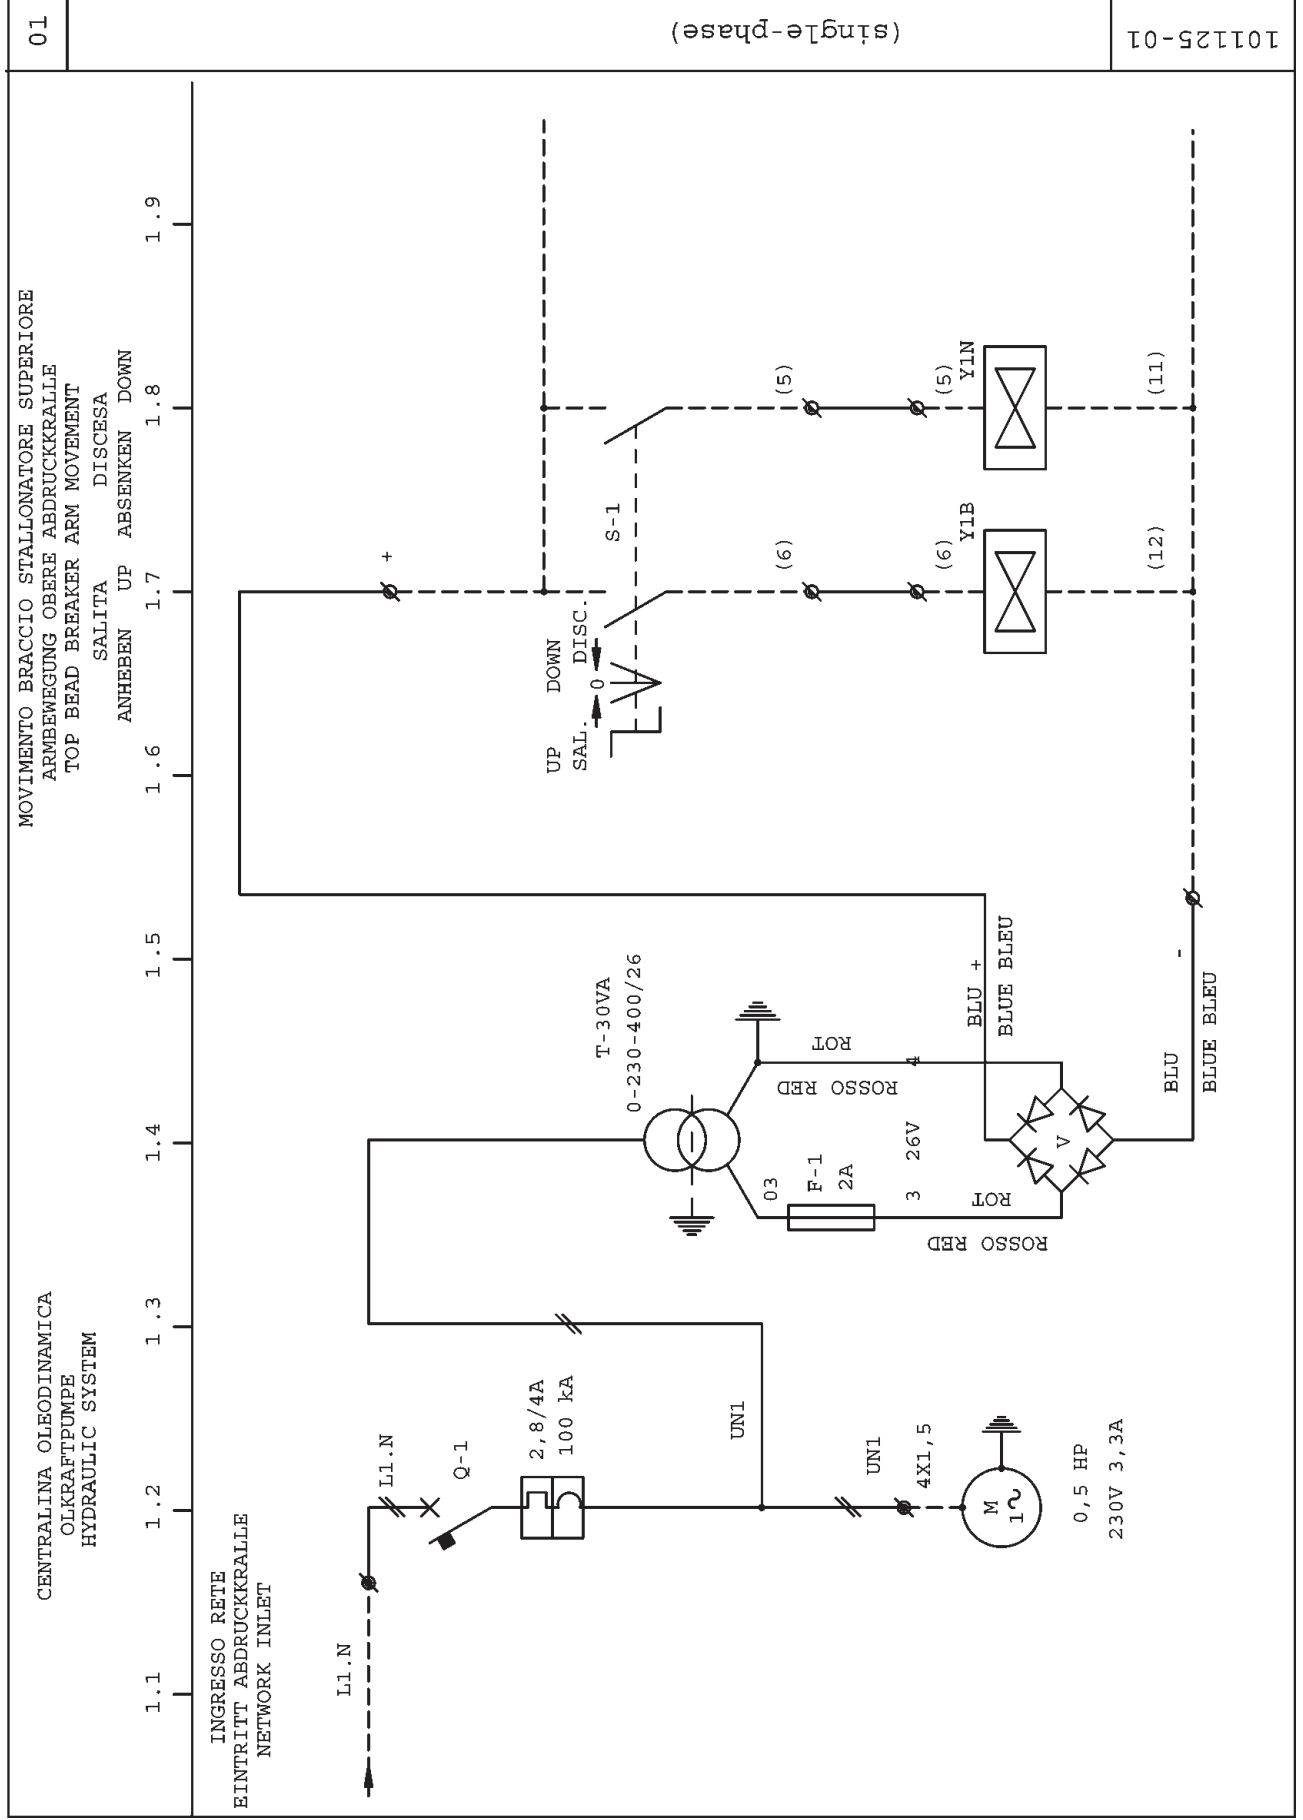 01
(single-phase)
101125-01
CENTRALINA OLEODINAMICA
OLKRAFTPUMPE
HYDRAULIC SYSTEM
MOVIMENTO BRACCIO STALLONATORE SUPERIORE
ARMBEWEGUNG OBERE ABDRUCKKRALLE
TOP BEAD BREAKER ARM MOVEMENT
SALITA DISCESA
ANHEBEN UP ABSENKEN DOWN
1.1 1.2 1.3 1.4 1.5 1.6 1.7 1.8 1.9
INGRESSO RETE
EINTRITT ABDRUCKKRALLE
NETWORK INLET
L1.N
L1.N
Q-1
2,8/4A
100 kA
UN1
UN1
4X1,5
M
1
0,5 HP
230V 3,3A
T-30VA
0-230-400/26
03
F-1
2A
3 26V 4
ROT
ROSSO RED
ROT
ROSSO RED
V
BLU +
BLUE BLEU
BLU -
BLUE BLEU
+
UP DOWN
SAL. 0 DISC.
S-1
(6)
(5)
(6)
Y1B
(5)
Y1N
(12)
(11)